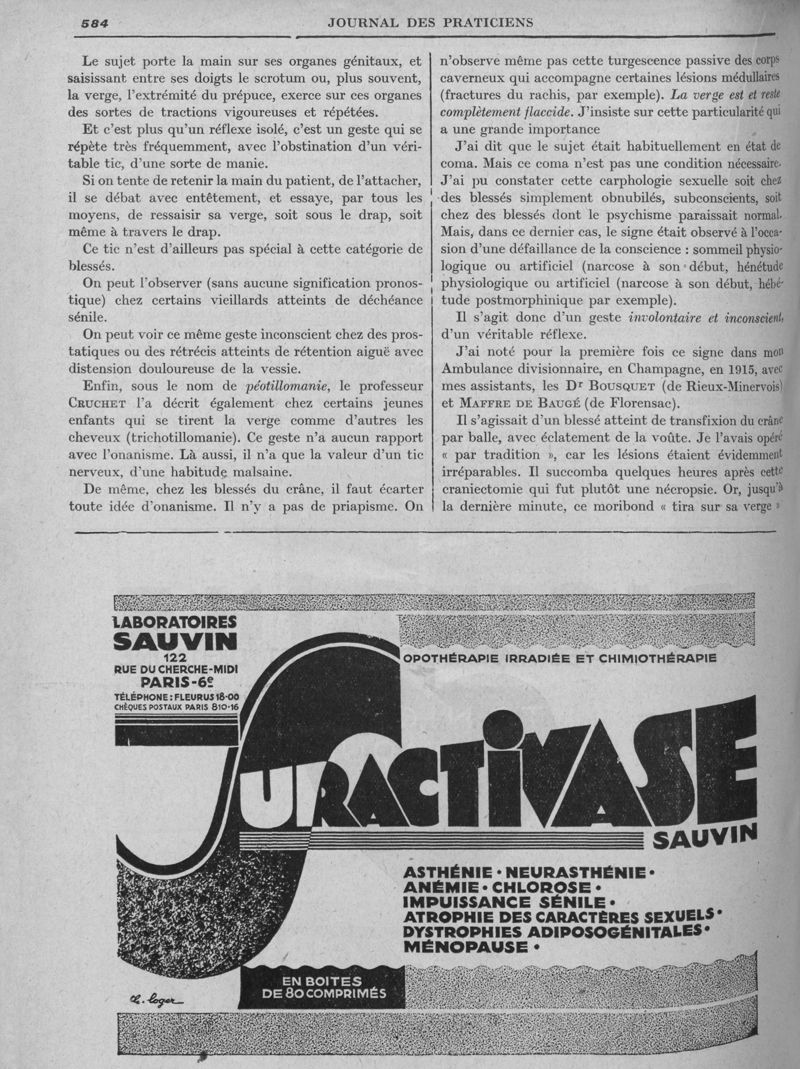 584
JOURNAL DES PRATICIENS
Le sujet porte la main sur ses organes génitaux, et
saisissant entre ses doigts le scrotum ou, plus souvent,
la verge, l'extrémité du prépuce, exerce sur ces organes
des sortes de tractions vigoureuses et répétées.
Et c'est plus qu'un réflexe isolé, c'est un geste qui se
répète très fréquemment, avec l'obstination d'un véri-
table tic, d'une sorte de manie.
Si on tente de retenir la main du patient, de l'attacher,
il se débat avec entêtement, et essaye, par tous les
moyens, de ressaisir sa verge, soit sous le drap, soit
même à travers le drap.
Ce tic n'est d'ailleurs pas spécial à cette catégorie de
blessés.
On peut l'observer (sans aucune signification pronos-
tique) chez certains vieillards atteints de déchéance
sénile.
On peut voir ce même geste inconscient chez des pros-
tatiques ou des rétrécis atteints de rétention aiguë avec
distension douloureuse de la vessie.
Enfin, sous le nom de péotillomanie, le professeur
CRUCHET l'a décrit également chez certains jeunes
enfants qui se tirent la verge comme d'autres les
cheveux (trichotillomanie). Ce geste n'a aucun rapport
avec l'onanisme. Là aussi, il n'a que la valeur d'un tic
nerveux, d'une habitude malsaine.
De même, chez les blessés du crâne, il faut écarter
toute idée d'onanisme. Il n'y a pas de priapisme. On
n'observe même pas cette turgescence passive des corps
caverneux qui accompagne certaines lésions médullaires
(fractures du rachis, par exemple). La verge est et reste
complètement flaccide. J'insiste sur cette particularité qui
a une grande importance
J'ai dit que le sujet était habituellement en état de
coma. Mais ce coma n'est pas une condition nécessaire.
J'ai pu constater cette carphologie sexuelle soit chez
des blessés simplement obnubilés, subconscients, soit
chez des blessés dont le psychisme paraissait normal.
Mais, dans ce dernier cas, le signe était observé à l'occa-
sion d'une défaillance de la conscience : sommeil physio-
logique ou artificiel (narcose à son début, hénétude
physiologique ou artificiel (narcose à son début, hébé-
tude postmorphinique par exemple).
Il s'agit donc d'un geste involontaire et inconscient,
d'un véritable réflexe.
J'ai noté pour la première fois ce signe dans mon
Ambulance divisionnaire, en Champagne, en 1915, avec
mes assistants, les Dr BOUSQUET (de Rieux-Minervois)
et MAFFRE DE BAUGÉ (de Florensac).
Il s'agissait d'un blessé atteint de transfixion du crâne
par balle, avec éclatement de la voûte. Je l'avais opéré
« par tradition », car les lésions étaient évidemment
irréparables. Il succomba quelques heures après cette
craniectomie qui fut plutôt une nécropsie. Or, jusqu'à
la dernière minute, ce moribond « tira sur sa verge »
LABORATOIRES
SAUVIN
122
RUE DU CHERCHE-MIDI
PARIS-6e
TÉLÉPHONE : FLEURUS 18-00
CHÈQUES POSTAUX PARIS 810-16
OPOTHÉRAPIE IRRADIÉE ET CHIMIOTHÉRAPIE
SURACTIVASE
SAUVIN
ASTHÉNIE • NEURASTHÉNIE •
ANÉMIE • CHLOROSE •
IMPUISSANCE SÉNILE •
ATROPHIE DES CARACTÈRES SEXUELS •
DYSTROPHIES ADIPOSOGÉNITALES •
MÉNOPAUSE •
EN BOITES
DE 80 COMPRIMÉS
Ch. Loger